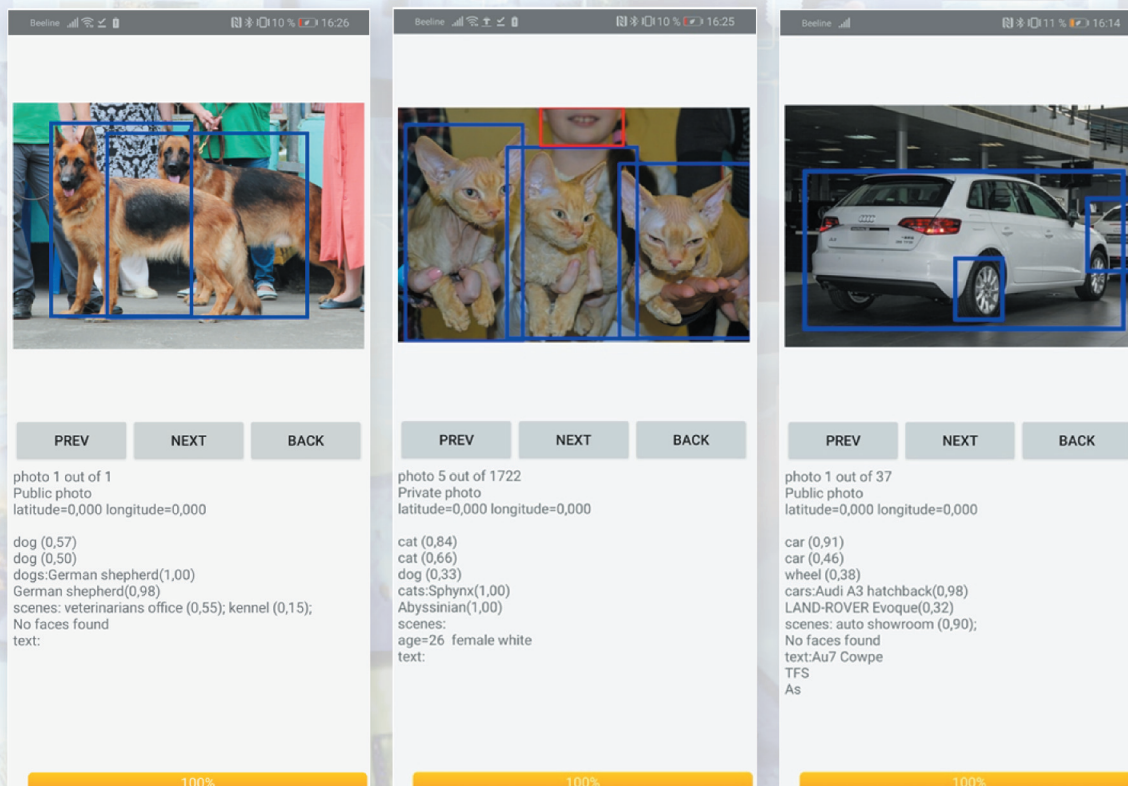 Beeline 10 % 16:26
PREV NEXT BACK
photo 1 out of 1
Public photo
latitude=0,000 longitude=0,000
dog (0,57)
dog (0,50)
dogs:German shepherd(1,00)
German shepherd(0,98)
scenes: veterinarians office (0,55); kennel (0,15);
No faces found
text:
100%
Beeline 10 % 16:25
PREV NEXT BACK
photo 5 out of 1722
Private photo
latitude=0,000 longitude=0,000
cat (0,84)
cat (0,66)
dog (0,33)
cats:Sphynx(1,00)
Abyssinian(1,00)
scenes:
age=26 female white
text:
100%
Beeline 11 % 16:14
PREV NEXT BACK
photo 1 out of 37
Public photo
latitude=0,000 longitude=0,000
car (0,91)
car (0,46)
wheel (0,38)
cars:Audi A3 hatchback(0,98)
LAND-ROVER Evoque(0,32)
scenes: auto showroom (0,90);
No faces found
text:Au7 Cowpe
TFS
As
100%